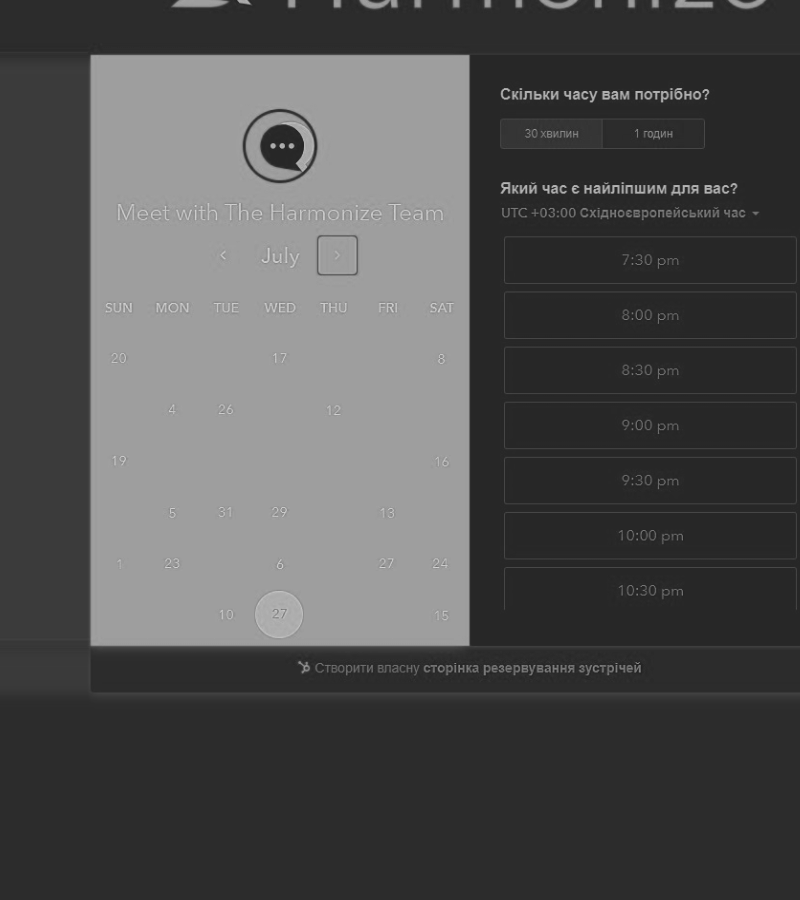 Harmonize
Meet with The Harmonize Team
July
SUN MON TUE WED THU FRI SAT
20 17 8
4 26 12
19 16
5 31 29 13
1 23 6 27 24
10 27 15
Скільки часу вам потрібно?
30 хвилин 1 годин
Який час є найліпшим для вас?
UTC +03:00 Східноєвропейський час
7:30 pm
8:00 pm
8:30 pm
9:00 pm
9:30 pm
10:00 pm
10:30 pm
Створити власну сторінка резервування зустрічей